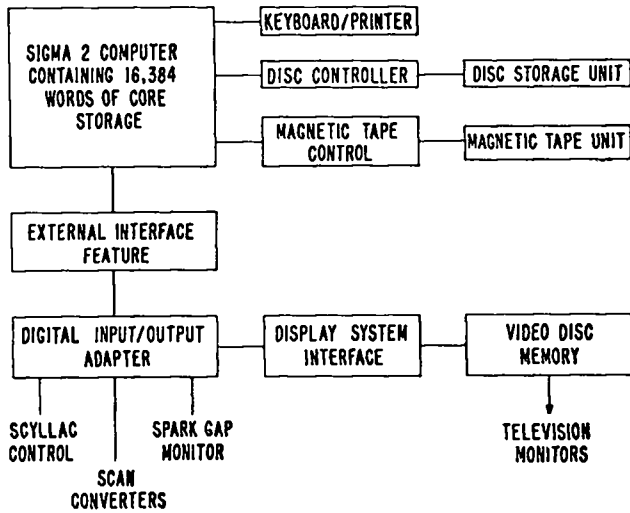 SIGMA 2 COMPUTER
CONTAINING 16,384
WORDS OF CORE
STORAGE
KEYBOARD/PRINTER
DISC CONTROLLER
DISC STORAGE UNIT
MAGNETIC TAPE
CONTROL
MAGNETIC TAPE UNIT
EXTERNAL INTERFACE
FEATURE
DIGITAL INPUT/OUTPUT
ADAPTER
DISPLAY SYSTEM
INTERFACE
VIDEO DISC
MEMORY
SCYLLAC
CONTROL
SCAN
CONVERTERS
SPARK GAP
MONITOR
TELEVISION
MONITORS